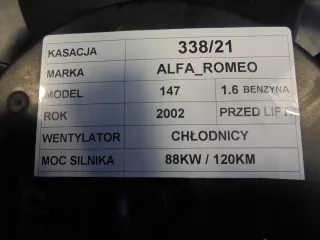 KASACJA 338/21
MARKA ALFA_ROMEO
MODEL 147 1.6 BENZYNA
ROK 2002 PRZED LIFT
WENTYLATOR CHŁODNICY
MOC SILNIKA 88KW / 120KM